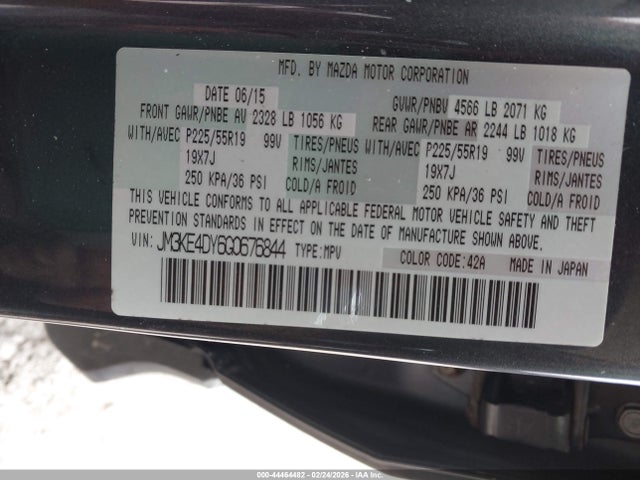 MFD. BY MAZDA MOTOR CORPORATION
DATE 06/15 GVWR/PNBV 4566 LB 2071 KG
FRONT GAWR/PNBE AV 2328 LB 1056 KG REAR GAWR/PNBE AR 2244 LB 1018 KG
WITH/AVEC P225/55R19 99V TIRES/PNEUS WITH/AVEC P225/55R19 99V TIRES/PNEUS
19X7J RIMS/JANTES 19X7J RIMS/JANTES
250 KPA/36 PSI COLD/A FROID 250 KPA/36 PSI COLD/A FROID
THIS VEHICLE CONFORMS TO ALL APPLICABLE FEDERAL MOTOR VEHICLE SAFETY AND THEFT
PREVENTION STANDARDS IN EFFECT ON THE DATE OF MANUFACTURE SHOWN ABOVE.
VIN: JM3KE4DY6G0676844 TYPE: MPV COLOR CODE: 42A MADE IN JAPAN
000-44464482 - 02/24/2026 - Copyright © IAA. All Rights Reserved. IAA Inc.